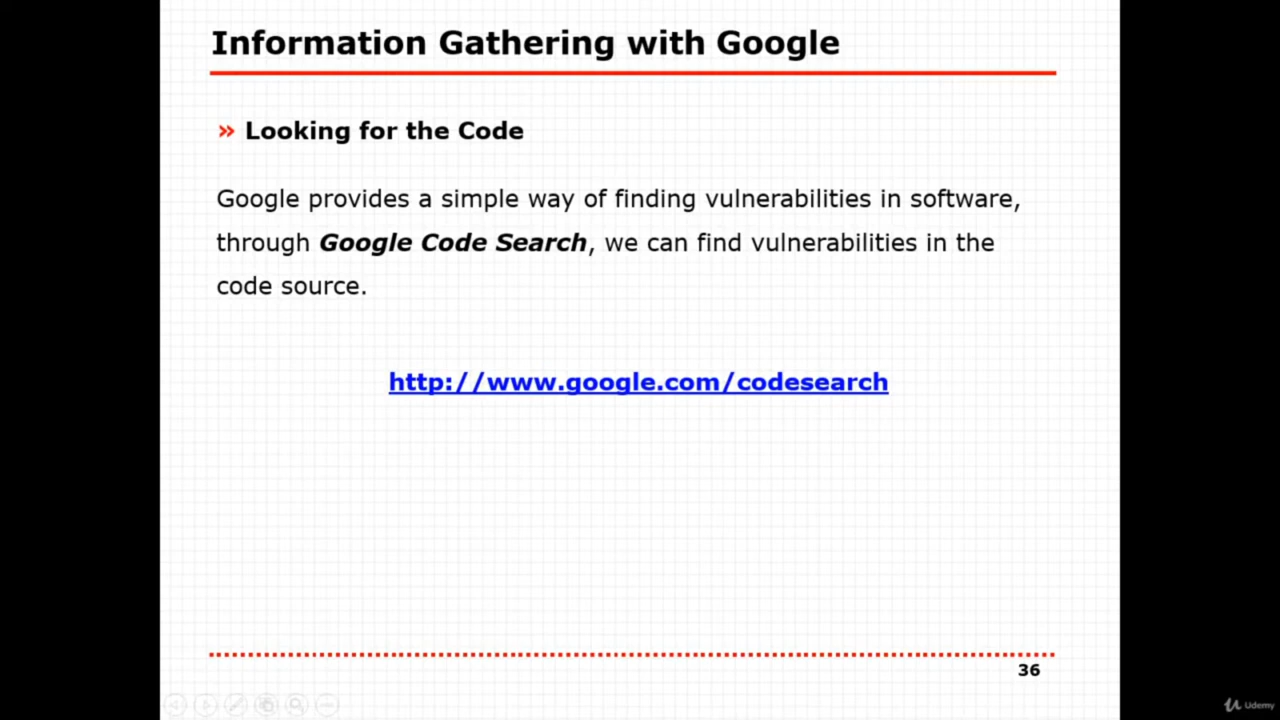 Information Gathering with Google
» Looking for the Code
Google provides a simple way of finding vulnerabilities in software,
through Google Code Search, we can find vulnerabilities in the
code source.
http://www.google.com/codesearch
36
Udemy